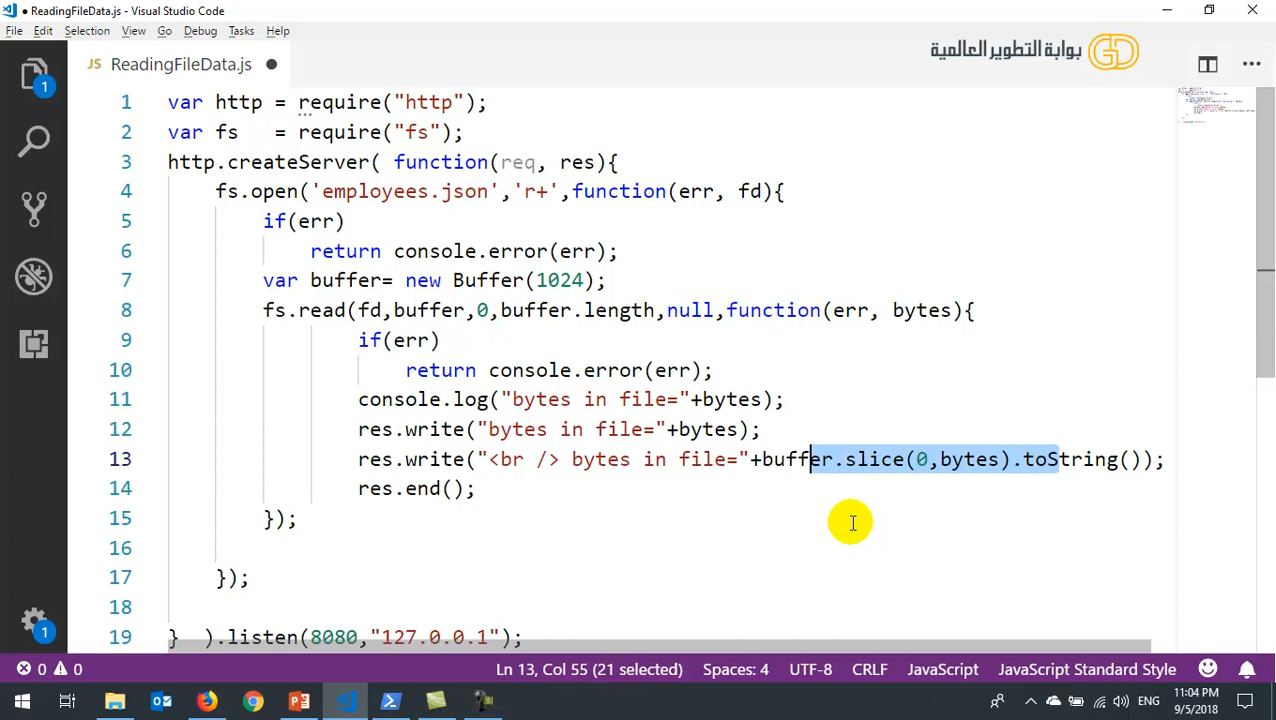 ReadingFileData.js - Visual Studio Code
File Edit Selection View Go Debug Tasks Help
بوابة التطوير العالمية GD
JS ReadingFileData.js
1
1 var http = require("http");
2 var fs   = require("fs");
3 http.createServer( function(req, res){
4 fs.open('employees.json','r+',function(err, fd){
5 if(err)
6 return console.error(err);
7 var buffer= new Buffer(1024);
8 fs.read(fd,buffer,0,buffer.length,null,function(err, bytes){
9 if(err)
10 return console.error(err);
11 console.log("bytes in file="+bytes);
12 res.write("bytes in file="+bytes);
13 res.write("<br /> bytes in file="+buffer.slice(0,bytes).toString());
14 res.end();
15 });
16
17 });
18
19 }  ).listen(8080,"127.0.0.1");
1
0 0 Ln 13, Col 55 (21 selected) Spaces: 4 UTF-8 CRLF JavaScript JavaScript Standard Style
ENG 11:04 PM
9/5/2018